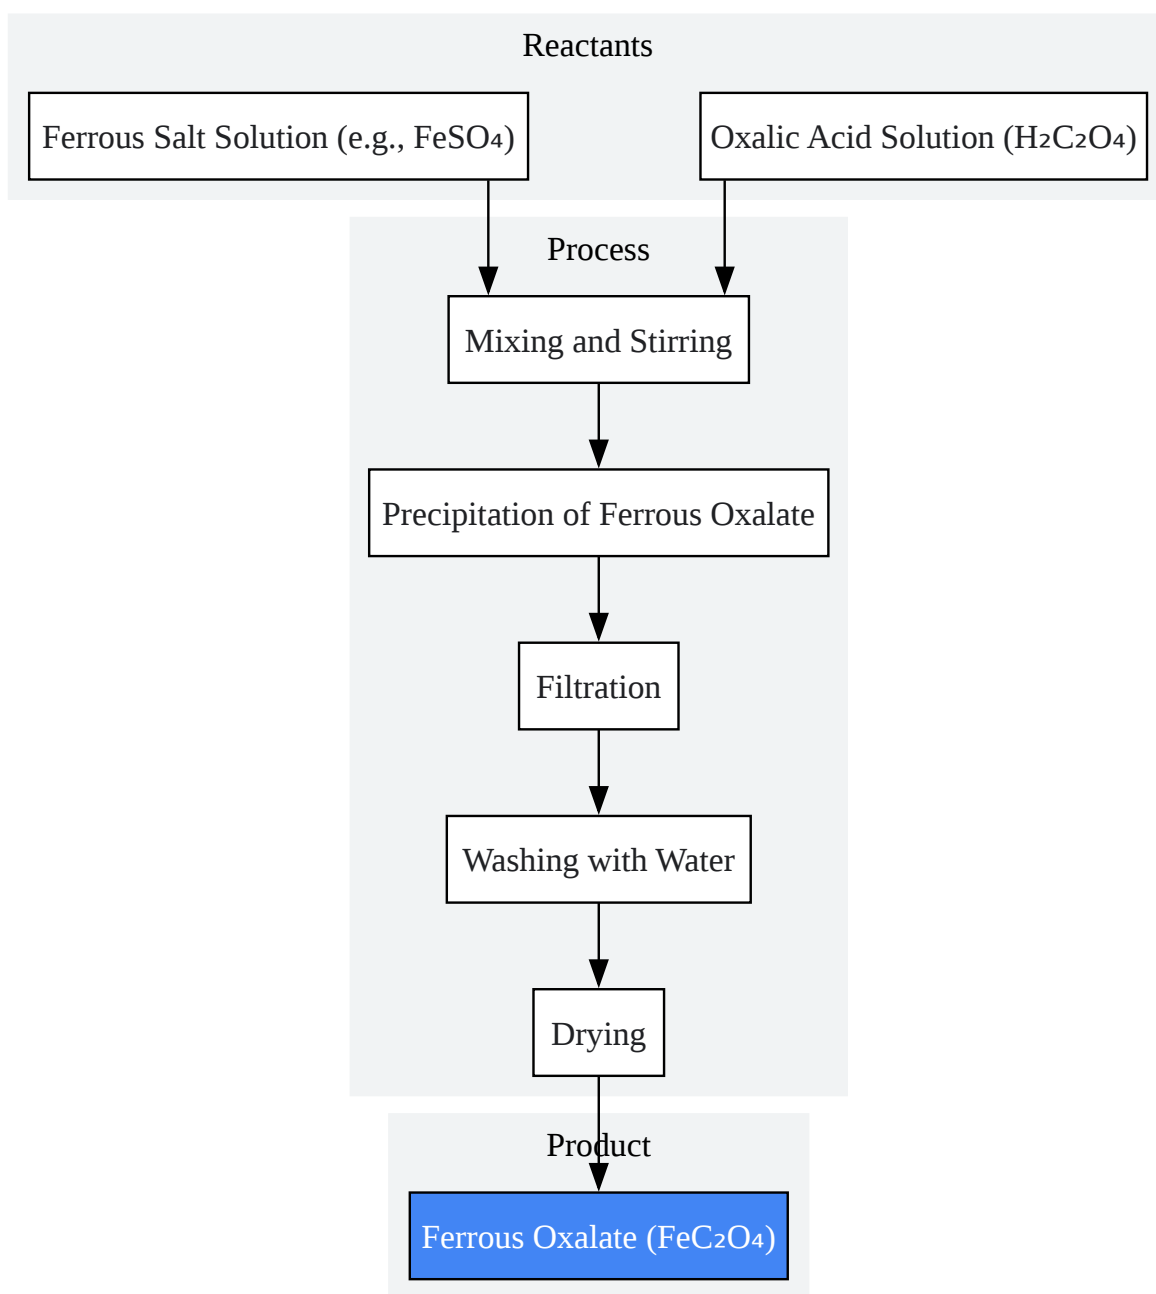 Reactants
Ferrous Salt Solution (e.g., FeSO₄)
Oxalic Acid Solution (H₂C₂O₄)
Process
Mixing and Stirring
Precipitation of Ferrous Oxalate
Filtration
Washing with Water
Drying
Product
Ferrous Oxalate (FeC₂O₄)